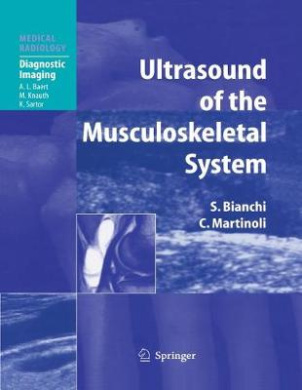 MEDICAL
RADIOLOGY
Diagnostic
Imaging
A. L. Baert
M. Knauth
K. Sartor
Ultrasound
of the
Musculoskeletal
System
S. Bianchi
C. Martinoli
Springer